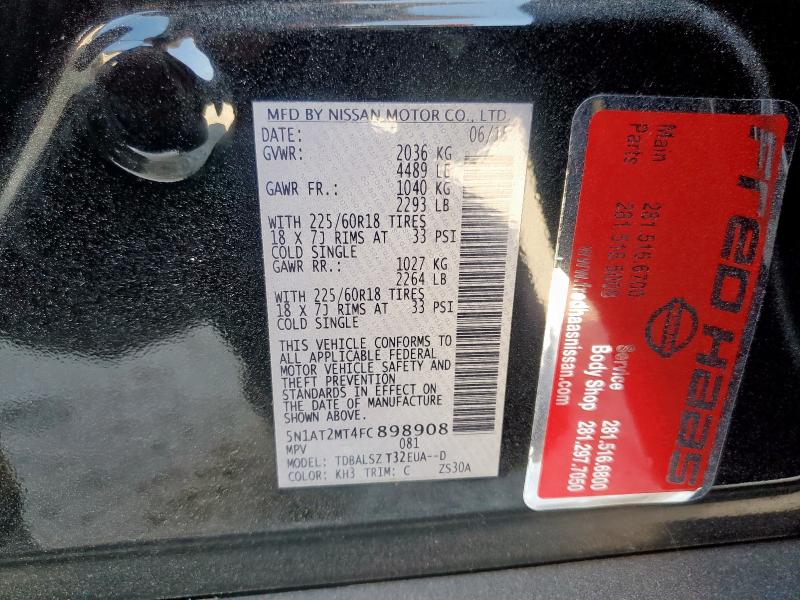 MFD BY NISSAN MOTOR CO., LTD.
DATE: 06/15
GVWR: 2036 KG
4489 LB
GAWR FR.: 1040 KG
2293 LB
WITH 225/60R18 TIRES
18 X 7J RIMS AT 33 PSI
COLD SINGLE
GAWR RR.: 1027 KG
2264 LB
WITH 225/60R18 TIRES
18 X 7J RIMS AT 33 PSI
COLD SINGLE
THIS VEHICLE CONFORMS TO
ALL APPLICABLE FEDERAL
MOTOR VEHICLE SAFETY AND
THEFT PREVENTION
STANDARDS IN EFFECT ON
THE DATE OF MANUFACTURE
SHOWN ABOVE.
5N1AT2MT4FC898908
MPV 081
MODEL: TDBALSZ T32EUA--D
COLOR: KH3 TRIM: C ZS30A
Fred Haas
NISSAN
Main 281.516.6700
Parts
Service 281.516.6800
Body Shop 281.297.7050
www.fredhaasnissan.com